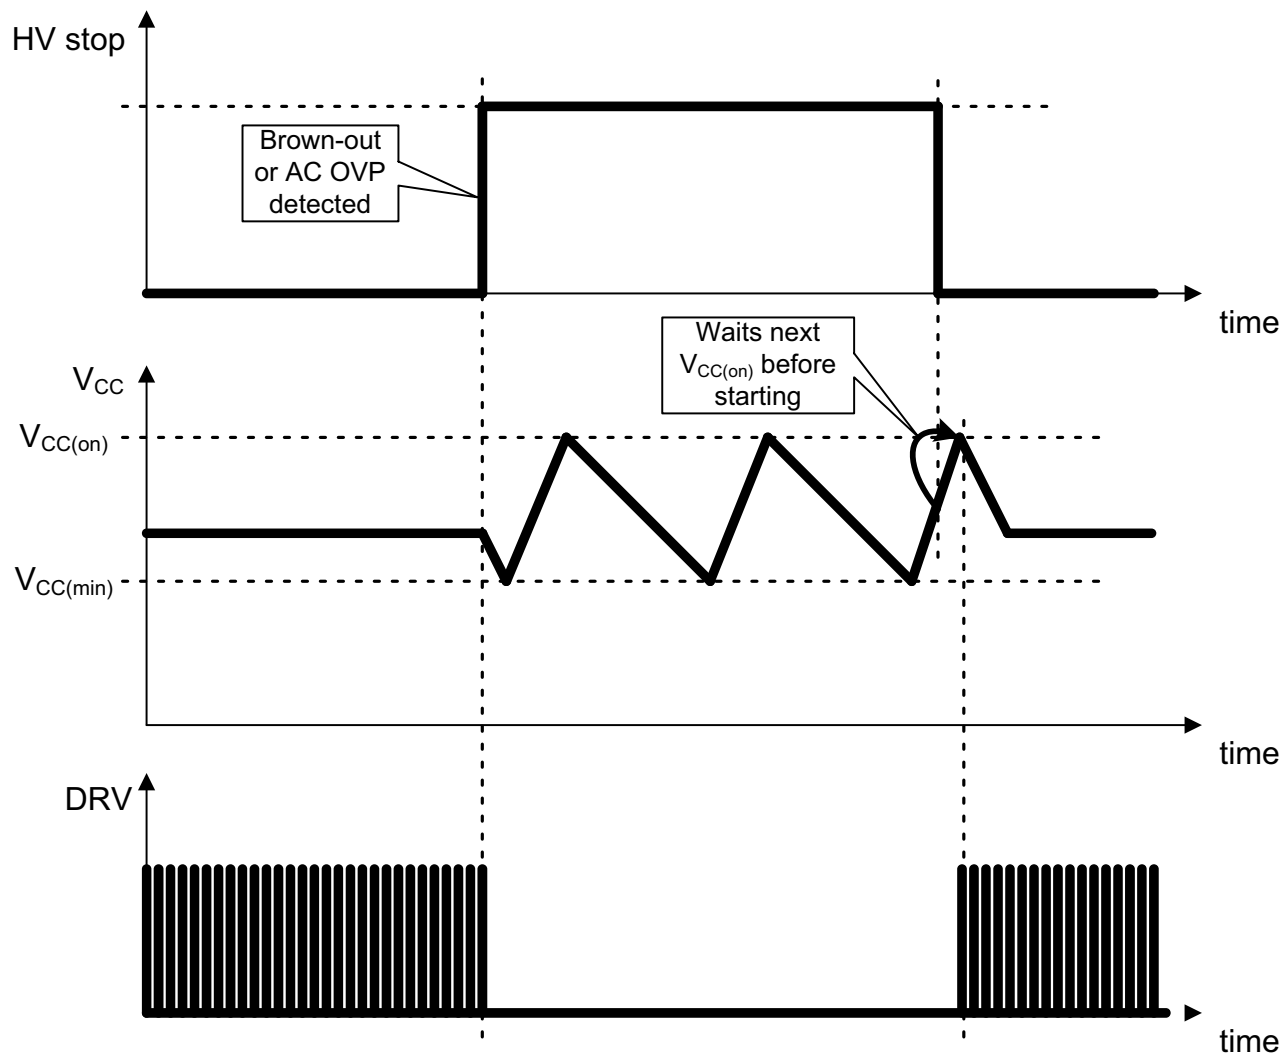 HV stop
Brown-out
or AC OVP
detected
time
Waits next
VCC(on) before
starting
VCC
VCC(on)
VCC(min)
time
DRV
time